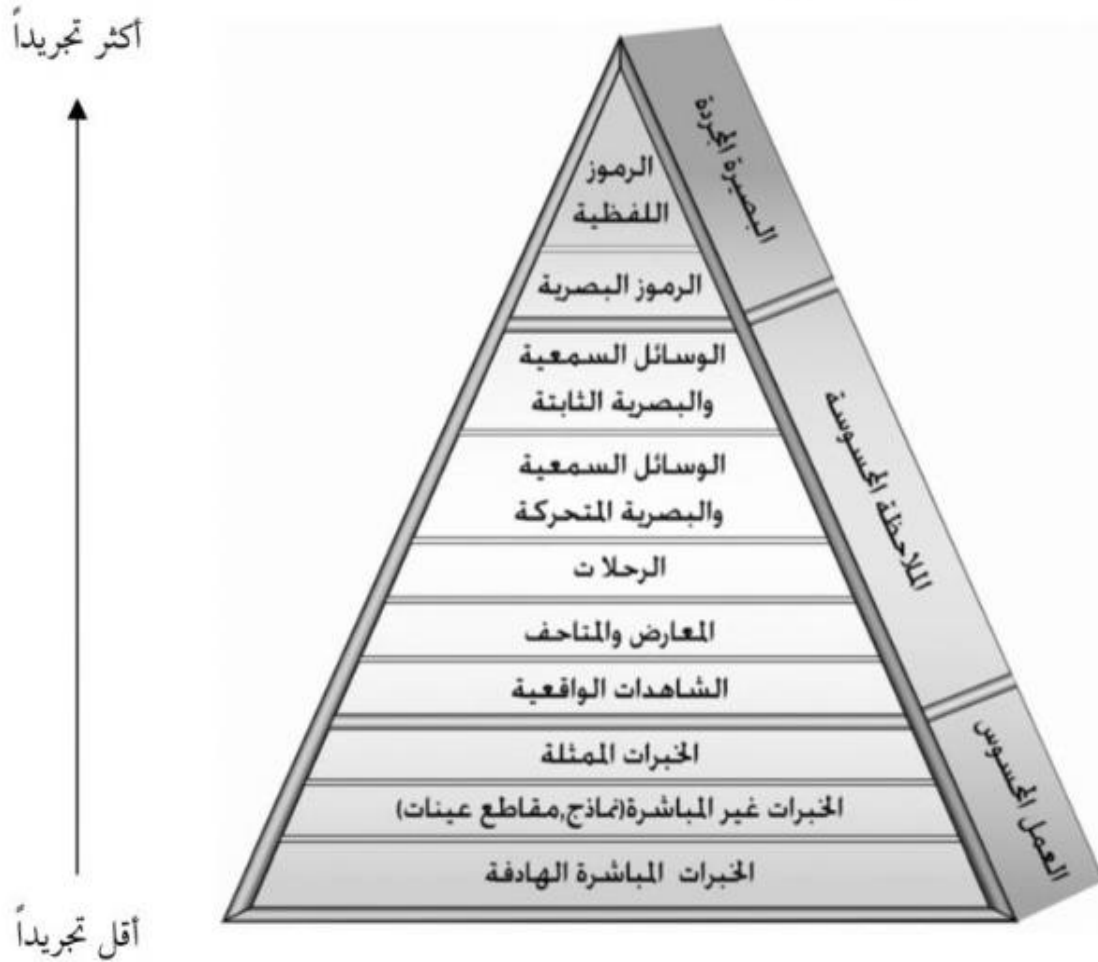 أكثر تجريداً
الرموز
اللفظية
الرموز البصرية
الوسائل السمعية
والبصرية الثابتة
الوسائل السمعية
والبصرية المتحركة
الرحلات
المعارض والمتاحف
الشاهدات الواقعية
الخبرات الممثلة
الخبرات غير المباشرة(نماذج,مقاطع عينات)
الخبرات المباشرة الهادفة
البصيرة المجردة
الملاحظة المحسوسة
العمل المحسوس
أقل تجريداً